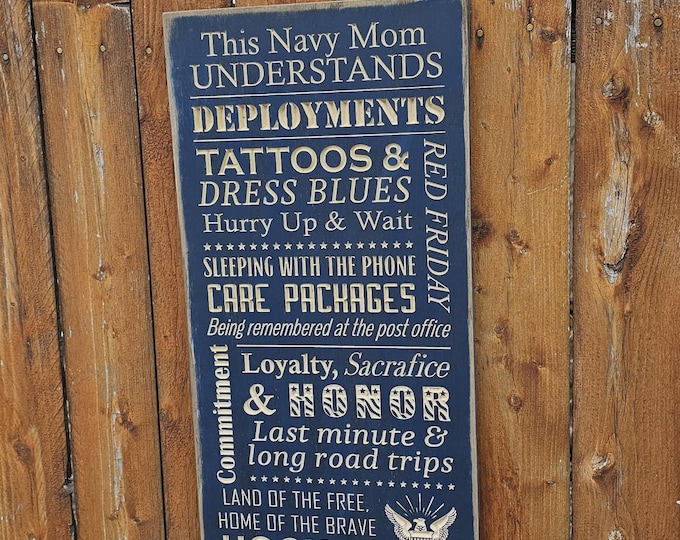 This Navy Mom
UNDERSTANDS
DEPLOYMENTS
TATTOOS &
DRESS BLUES
Hurry Up & Wait
RED FRIDAY
SLEEPING WITH THE PHONE
CARE PACKAGES
Being remembered at the post office
Commitment
Loyalty, Sacrafice
& HONOR
Last minute &
long road trips
LAND OF THE FREE,
HOME OF THE BRAVE